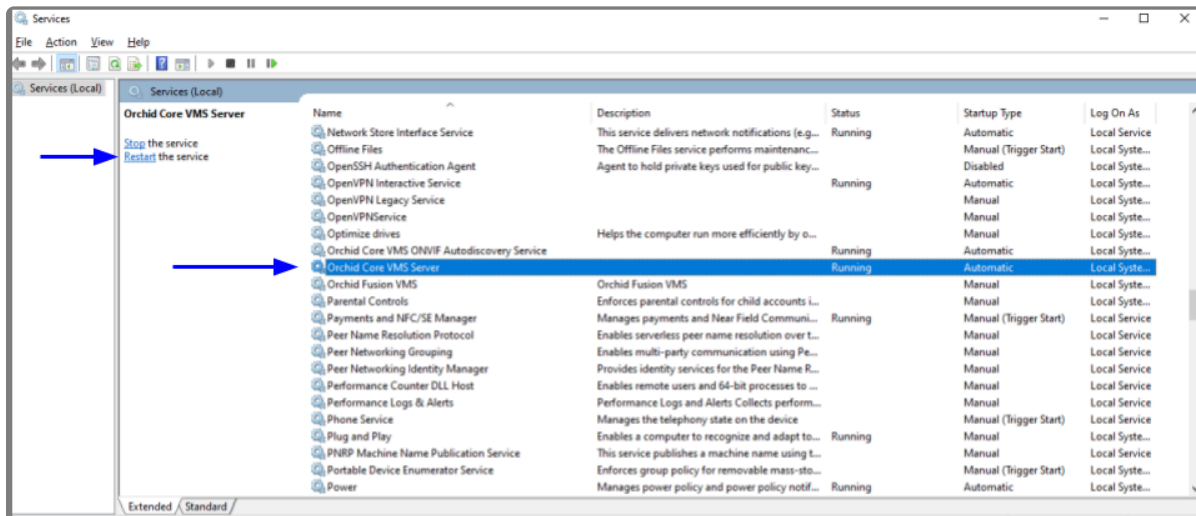 Services
File Action View Help
Services (Local)
Services (Local)
Orchid Core VMS Server
Stop the service
Restart the service
Name Description Status Startup Type Log On As
Network Store Interface Service This service delivers network notifications (e.g... Running Automatic Local Service
Offline Files The Offline Files service performs maintenanc... Manual (Trigger Start) Local Syste...
OpenSSH Authentication Agent Agent to hold private keys used for public key... Disabled Local Syste...
OpenVPN Interactive Service Running Automatic Local Syste...
OpenVPN Legacy Service Manual Local Syste...
OpenVPNService Manual Local Syste...
Optimize drives Helps the computer run more efficiently by o... Manual Local Syste...
Orchid Core VMS ONVIF Autodiscovery Service Running Automatic Local Syste...
Orchid Core VMS Server Running Automatic Local Syste...
Orchid Fusion VMS Orchid Fusion VMS Manual Local Syste...
Parental Controls Enforces parental controls for child accounts i... Manual Local Syste...
Payments and NFC/SE Manager Manages payments and Near Field Communi... Running Manual (Trigger Start) Local Service
Peer Name Resolution Protocol Enables serverless peer name resolution over t... Manual Local Service
Peer Networking Grouping Enables multi-party communication using Pe... Manual Local Service
Peer Networking Identity Manager Provides identity services for the Peer Name R... Manual Local Service
Performance Counter DLL Host Enables remote users and 64-bit processes to ... Manual Local Service
Performance Logs & Alerts Performance Logs and Alerts Collects perform... Manual Local Service
Phone Service Manages the telephony state on the device Manual (Trigger Start) Local Service
Plug and Play Enables a computer to recognize and adapt to... Running Manual Local Syste...
PNRP Machine Name Publication Service This service publishes a machine name using t... Manual Local Service
Portable Device Enumerator Service Enforces group policy for removable mass-sto... Manual (Trigger Start) Local Syste...
Power Manages power policy and power policy notif... Running Automatic Local Syste...
Extended Standard